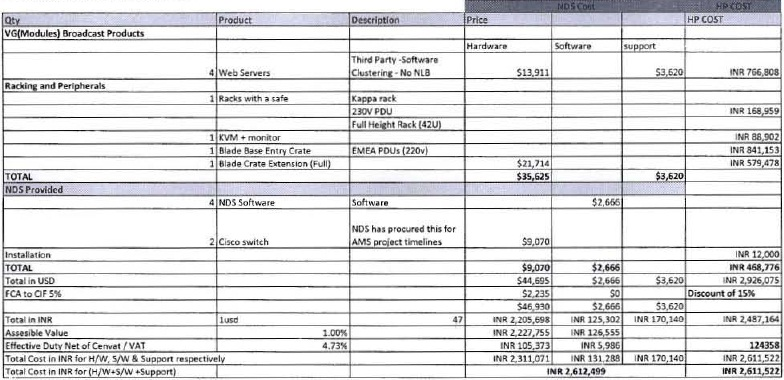 NDS Cost HP COST
Qty Product Description Price HP COST
VG(Modules) Broadcast Products
Hardware Software support
Third Party -Software
4 Web Servers Clustering - No NLB $13,911 $3,620 INR 766,808
Racking and Peripherals
1 Racks with a safe Kappa rack
230V PDU INR 168,959
Full Height Rack (42U)
1 KVM + monitor INR 88,902
1 Blade Base Entry Crate EMEA PDUs (220v) INR 841,153
1 Blade Crate Extension (Full) $21,714 INR 579,478
TOTAL $35,625 $3,620
NDS Provided
4 NDS Software Software $2,666
NDS has procured this for
2 Cisco switch AMS project timelines $9,070
Installation INR 12,000
TOTAL $9,070 $2,666 INR 468,776
Total in USD $44,695 $2,666 $3,620 INR 2,926,075
FCA to CIF 5% $2,235 $0 Discount of 15%
$46,930 $2,666 $3,620
Total in INR 1usd 47 INR 2,205,698 INR 125,302 INR 170,140 INR 2,487,164
Assesible Value 1.00% INR 2,227,755 INR 126,555
Effective Duty Net of Cenvat / VAT 4.73% INR 105,373 INR 5,986 124358
Total Cost in INR for H/W, S/W & Support respectively INR 2,311,071 INR 131,288 INR 170,140 INR 2,611,522
Total Cost in INR for (H/W+S/W +Support) INR 2,612,499 INR 2,611,522